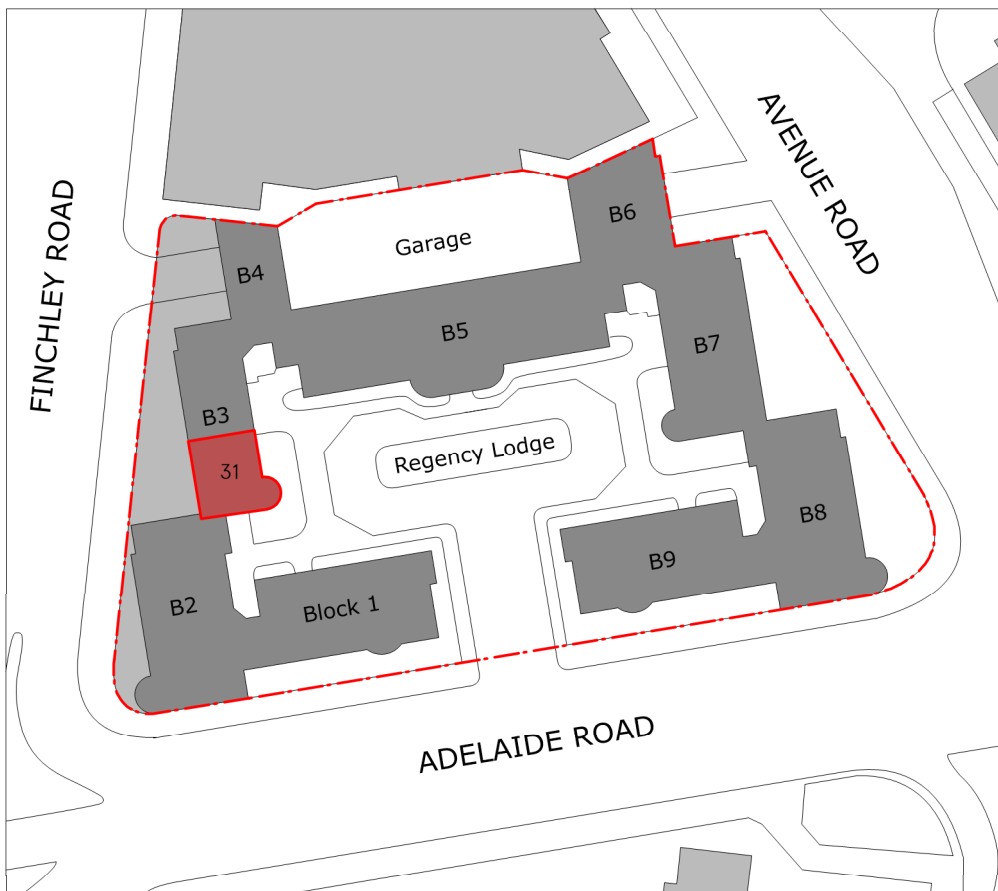 FINCHLEY ROAD
AVENUE ROAD
B6
Garage
B4
B5
B7
B3
Regency Lodge
31
B8
B9
B2
Block 1
ADELAIDE ROAD